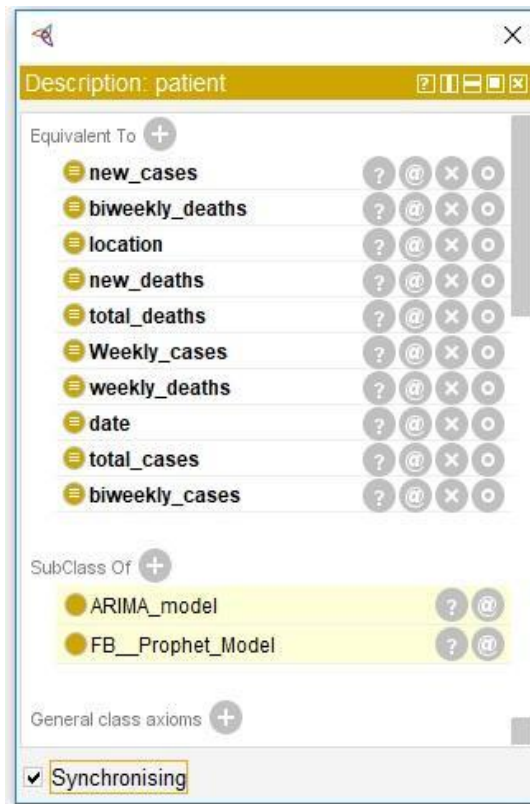 Description: patient
Equivalent To
new_cases
biweekly_deaths
location
new_deaths
total_deaths
Weekly_cases
weekly_deaths
date
total_cases
biweekly_cases
SubClass Of
ARIMA_model
FB__Prophet_Model
General class axioms
Synchronising